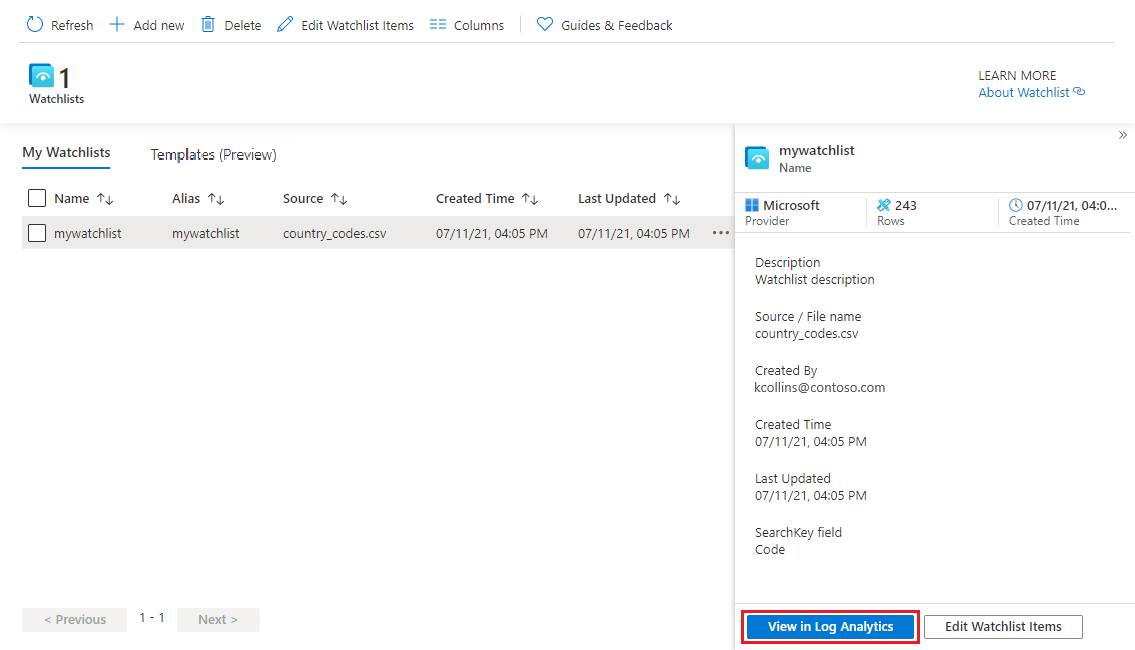 Refresh Add new Delete Edit Watchlist Items Columns Guides & Feedback
1
Watchlists
LEARN MORE
About Watchlist
My Watchlists Templates (Preview)
Name Alias Source Created Time Last Updated
mywatchlist mywatchlist country_codes.csv 07/11/21, 04:05 PM 07/11/21, 04:05 PM ...
< Previous 1 - 1 Next >
mywatchlist
Name
Microsoft
Provider
243
Rows
07/11/21, 04:0...
Created Time
Description
Watchlist description
Source / File name
country_codes.csv
Created By
kcollins@contoso.com
Created Time
07/11/21, 04:05 PM
Last Updated
07/11/21, 04:05 PM
SearchKey field
Code
View in Log Analytics Edit Watchlist Items